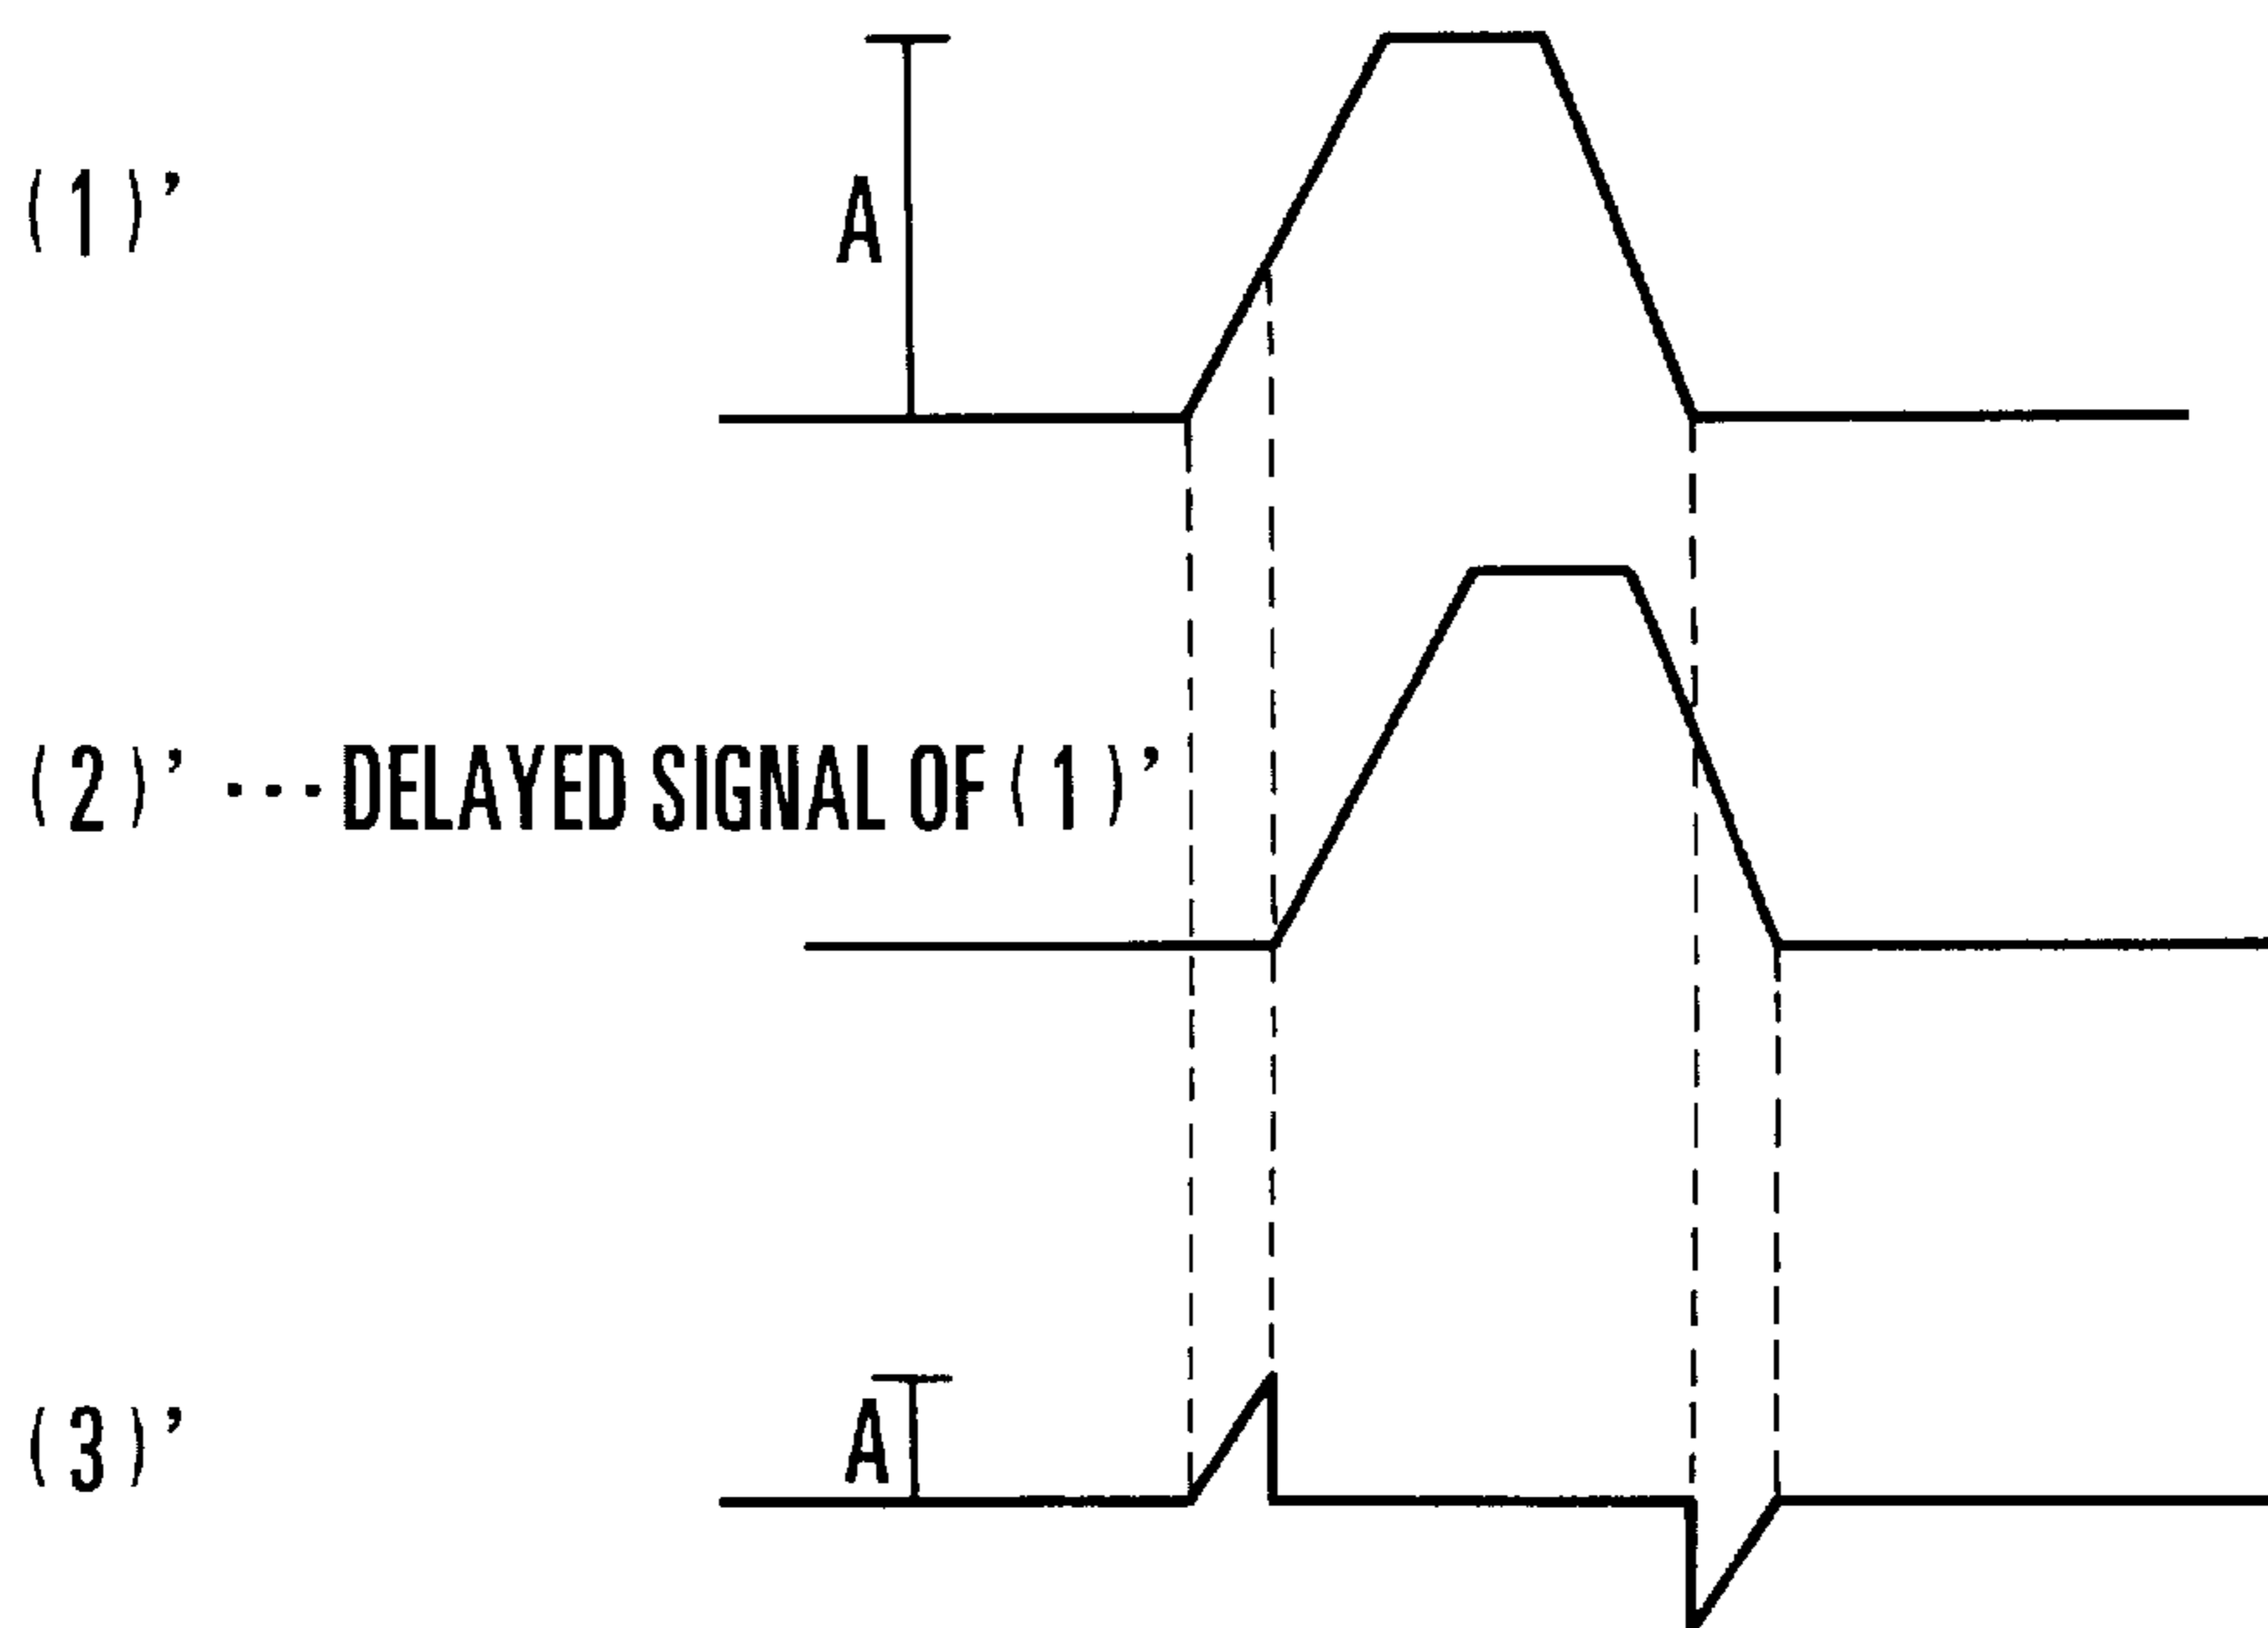 (1)'
A
(2)' ---DELAYED SIGNAL OF (1)'
(3)'
A